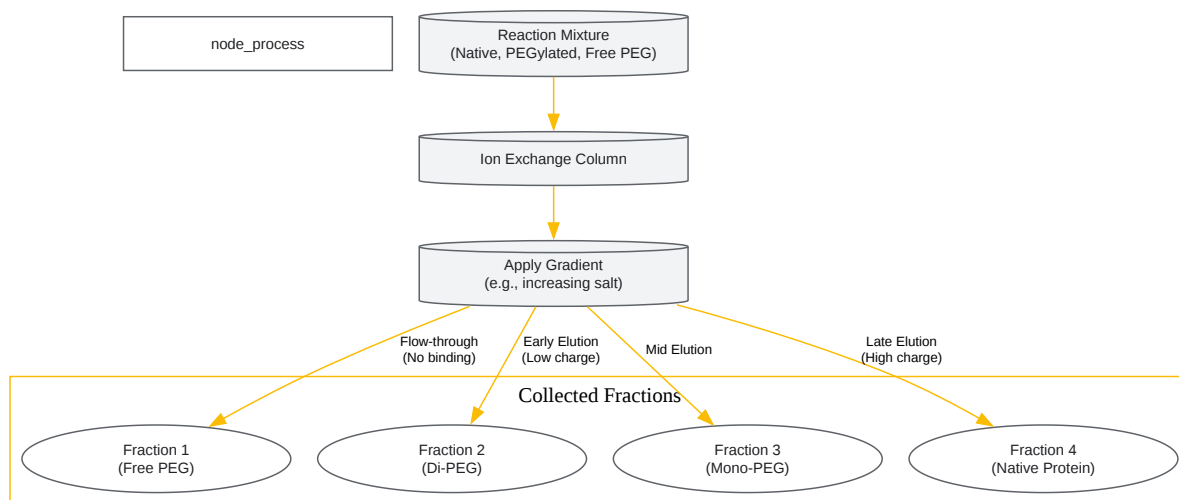 node_process
Reaction Mixture
(Native, PEGylated, Free PEG)
Ion Exchange Column
Apply Gradient
(e.g., increasing salt)
Flow-through
(No binding)
Early Elution
(Low charge)
Mid Elution
Late Elution
(High charge)
Collected Fractions
Fraction 1
(Free PEG)
Fraction 2
(Di-PEG)
Fraction 3
(Mono-PEG)
Fraction 4
(Native Protein)